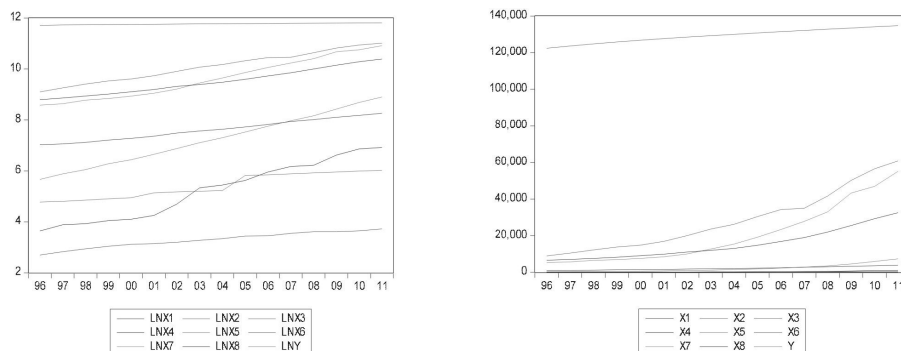 12
10
8
6
4
2
96 97 98 99 00 01 02 03 04 05 06 07 08 09 10 11
LNX1 LNX2 LNX3
LNX4 LNX5 LNX6
LNX7 LNX8 LNY
140,000
120,000
100,000
80,000
60,000
40,000
20,000
0
96 97 98 99 00 01 02 03 04 05 06 07 08 09 10 11
X1 X2 X3
X4 X5 X6
X7 X8 Y